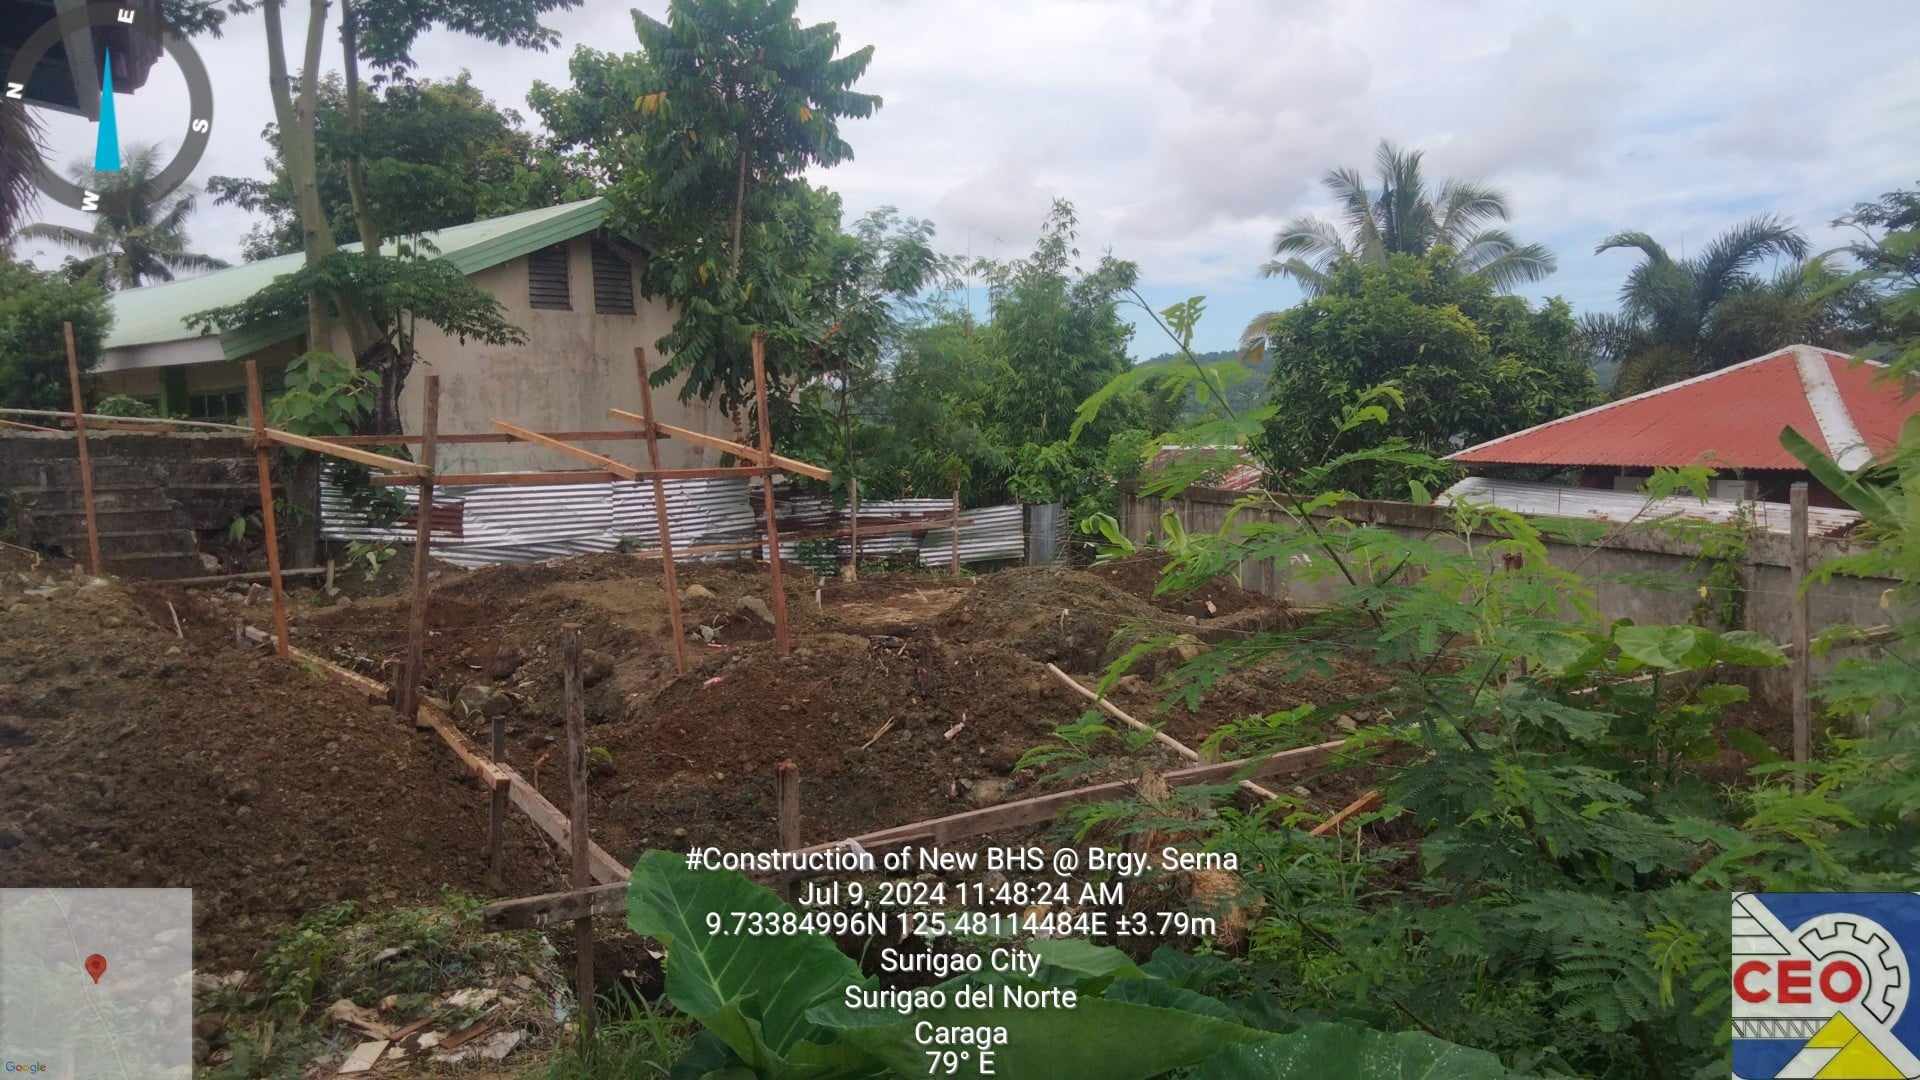 E
N
S
W
#Construction of New BHS @ Brgy. Serna
Jul 9, 2024 11:48:24 AM
9.73384996N 125.48114484E ±3.79m
Surigao City
Surigao del Norte
Caraga
79° E
CEO
Google